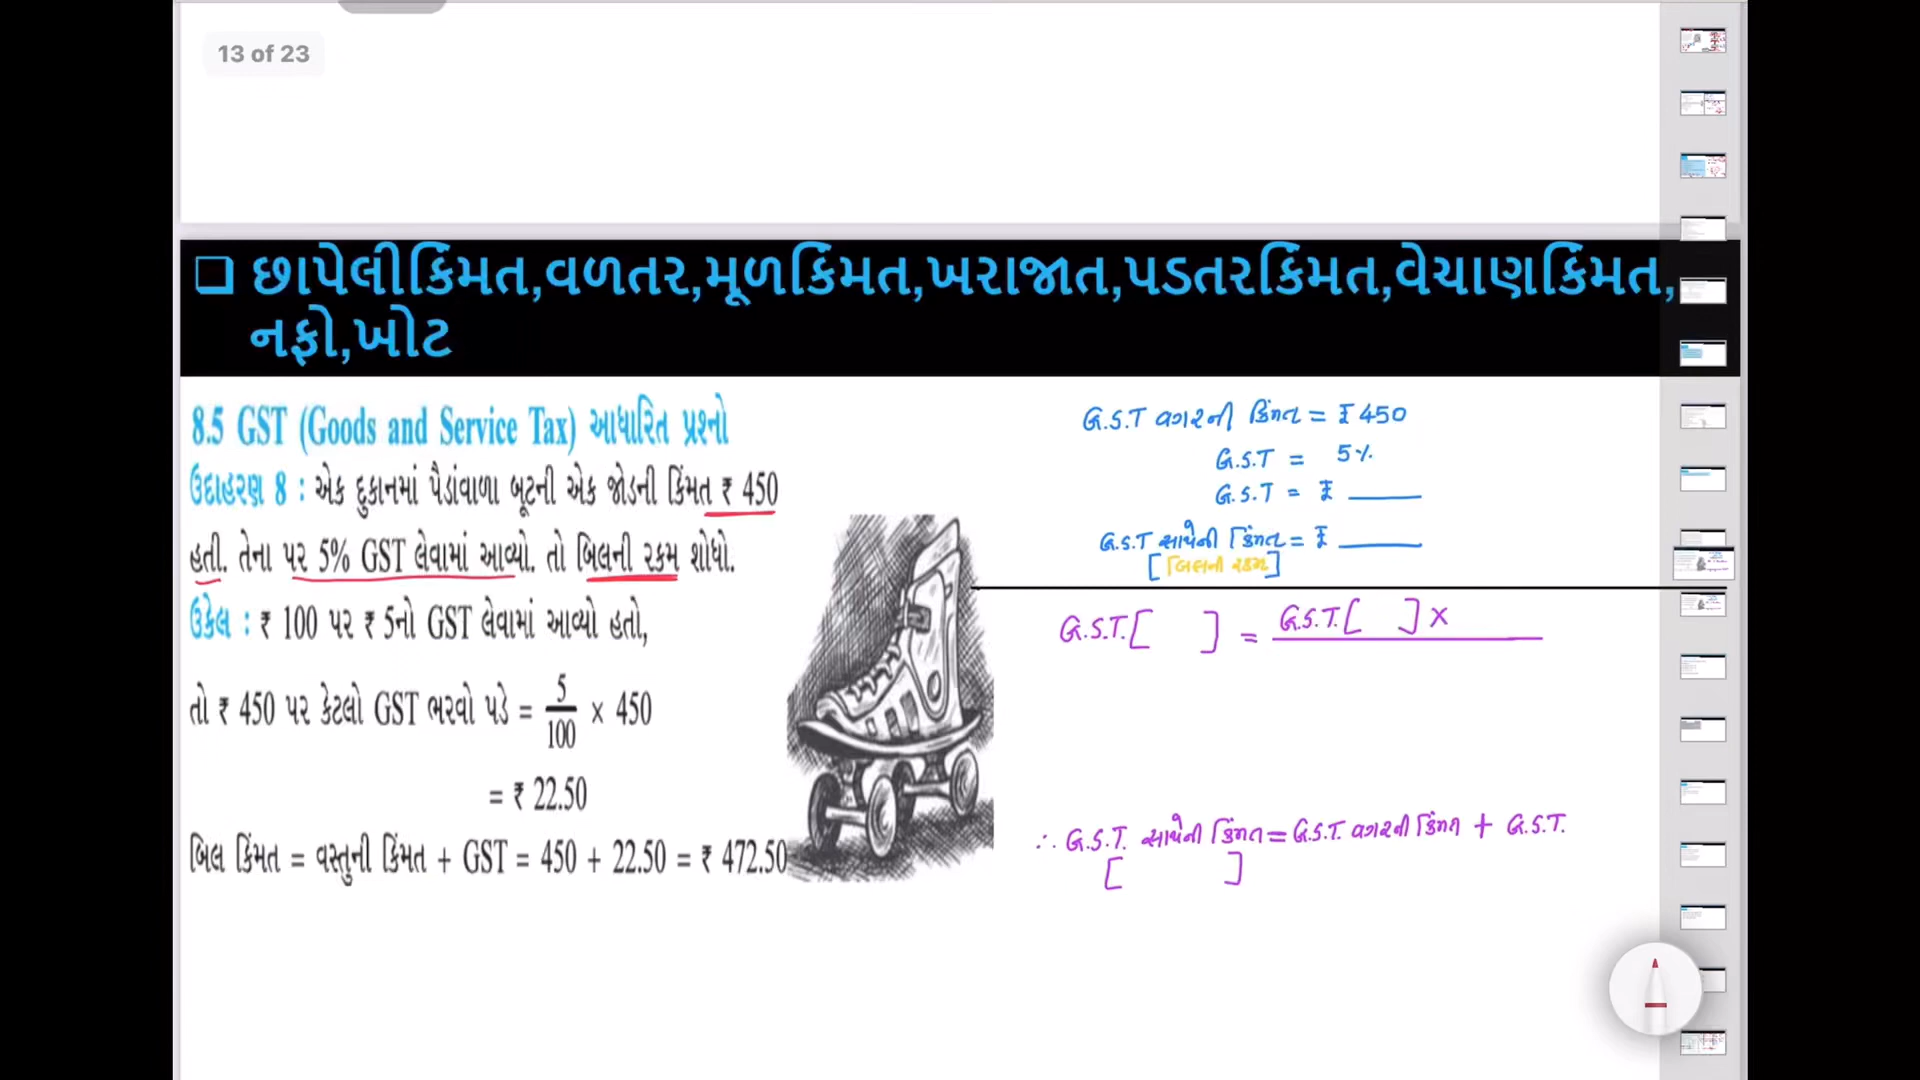 13 of 23
❑ છાપેલીકિંમત,વળતર,મૂળકિંમત,ખરાજાત,પડતરકિંમત,વેચાણકિંમત,
નફો,ખોટ
8.5 GST (Goods and Service Tax) આધારિત પ્રશ્નો
ઉદાહરણ 8 : એક દુકાનમાં પૈડાંવાળા બૂટની એક જોડની કિંમત ₹ 450
હતી. તેના પર 5% GST લેવામાં આવ્યો. તો બિલની રકમ શોધો.
ઉકેલ : ₹ 100 પર ₹ 5નો GST લેવામાં આવ્યો હતો,
તો ₹ 450 પર કેટલો GST ભરવો પડે = 5/100 × 450
= ₹ 22.50
બિલ કિંમત = વસ્તુની કિંમત + GST = 450 + 22.50 = ₹ 472.50
G.S.T વગરની કિંમત = ₹ 450
G.S.T = 5%
G.S.T = ₹ ____
G.S.T સાથેની કિંમત = ₹ ____
[બિલની રકમ]
G.S.T. [ ] = G.S.T. [ ] ×
∴ G.S.T. સાથેની કિંમત = G.S.T. વગરની કિંમત + G.S.T.
[ ]